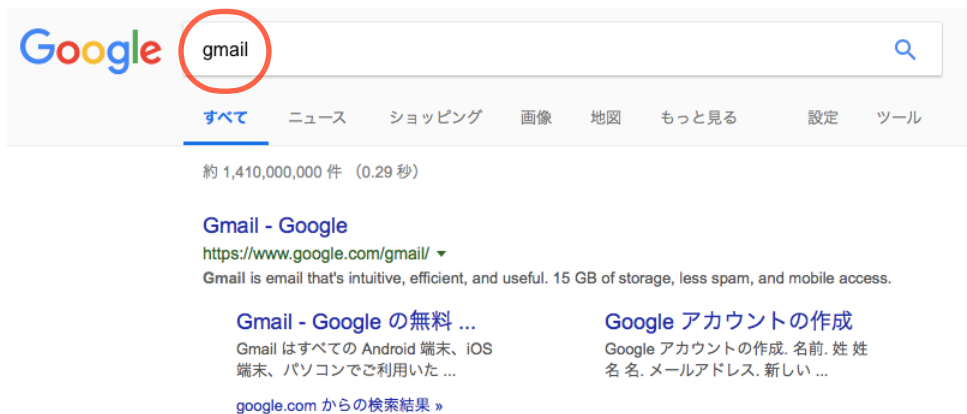 Google gmail
すべて ニュース ショッピング 画像 地図 もっと見る 設定 ツール
約 1,410,000,000 件 （0.29 秒）
Gmail - Google
https://www.google.com/gmail/
Gmail is email that's intuitive, efficient, and useful. 15 GB of storage, less spam, and mobile access.
Gmail - Google の無料 ...
Gmail はすべての Android 端末、iOS
端末、パソコンでご利用いた ...
Google アカウントの作成
Google アカウントの作成. 名前. 姓 姓
名 名. メールアドレス. 新しい ...
google.com からの検索結果 »